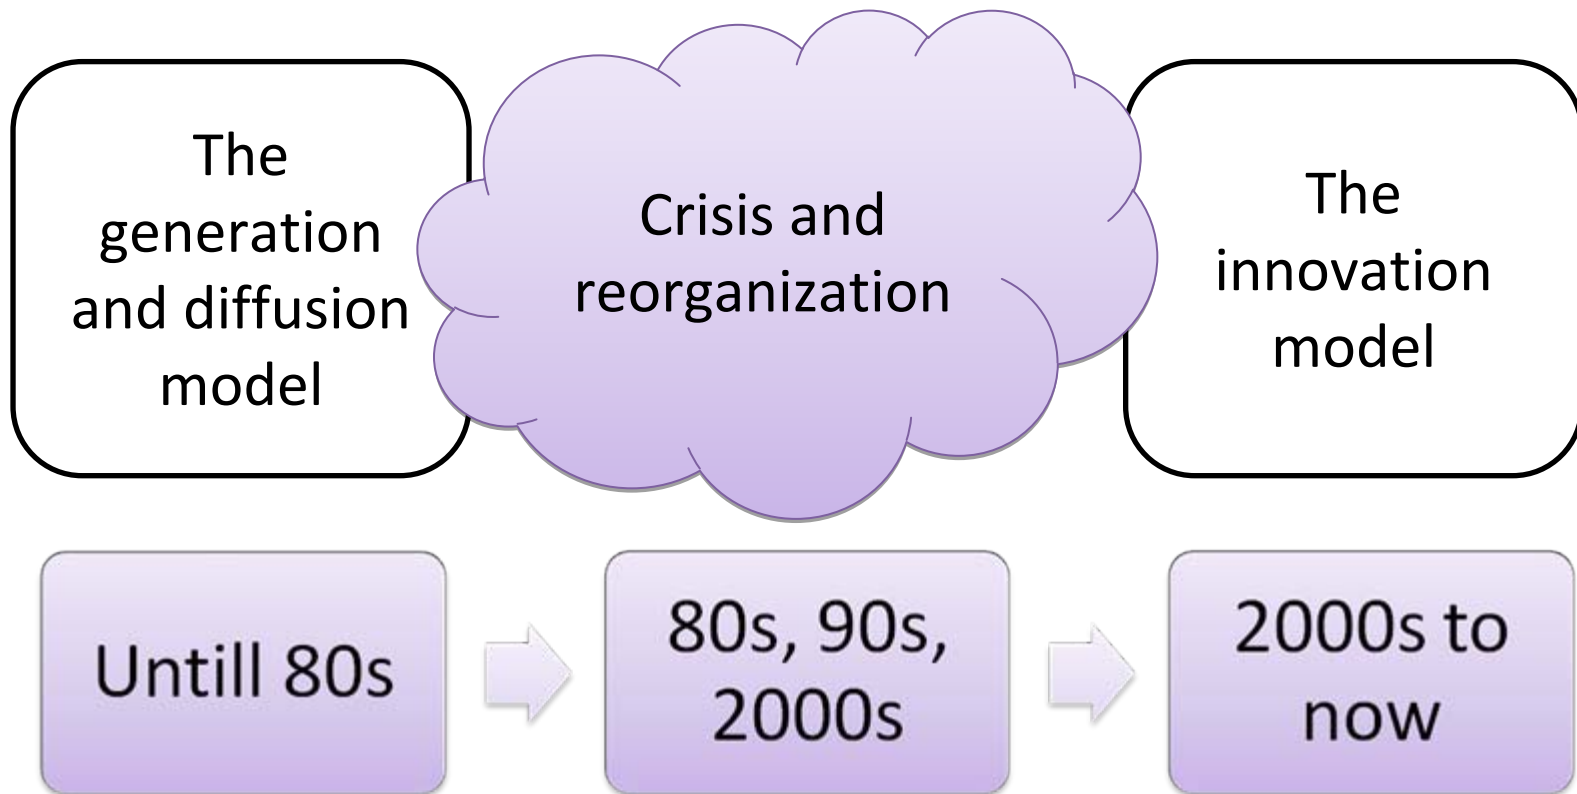 The
generation
and diffusion
model
Crisis and
reorganization
The
innovation
model
Untill 80s
80s, 90s,
2000s
2000s to
now